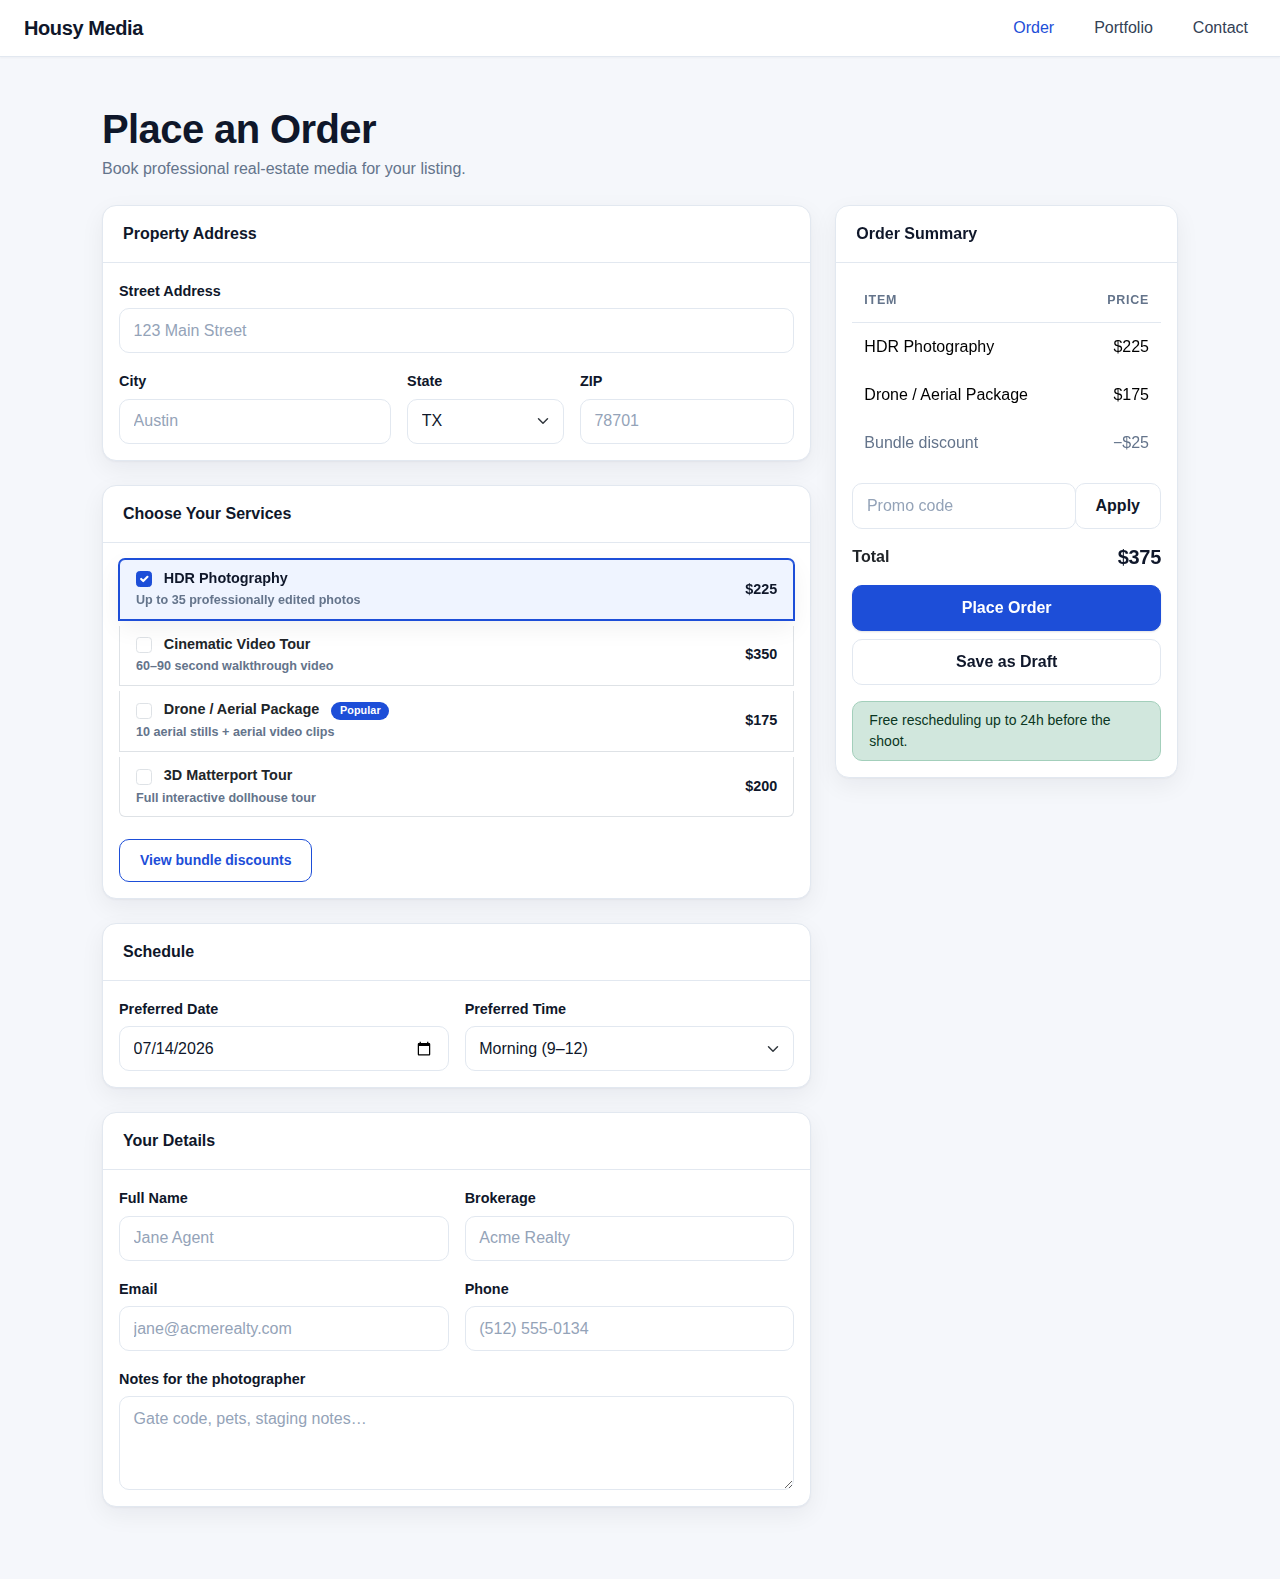 Housy Media
Order
Portfolio
Contact
Place an Order
Book professional real-estate media for your listing.
Property Address
Street Address
123 Main Street
City
State
ZIP
Austin
TX
78701
Choose Your Services
HDR Photography
Up to 35 professionally edited photos
$225
Cinematic Video Tour
60–90 second walkthrough video
$350
Drone / Aerial Package
Popular
10 aerial stills + aerial video clips
$175
3D Matterport Tour
Full interactive dollhouse tour
$200
View bundle discounts
Schedule
Preferred Date
Preferred Time
07/14/2026
Morning (9–12)
Your Details
Full Name
Brokerage
Jane Agent
Acme Realty
Email
Phone
jane@acmerealty.com
(512) 555-0134
Notes for the photographer
Gate code, pets, staging notes…
Order Summary
ITEM
PRICE
HDR Photography
$225
Drone / Aerial Package
$175
Bundle discount
−$25
Promo code
Apply
Total
$375
Place Order
Save as Draft
Free rescheduling up to 24h before the
shoot.